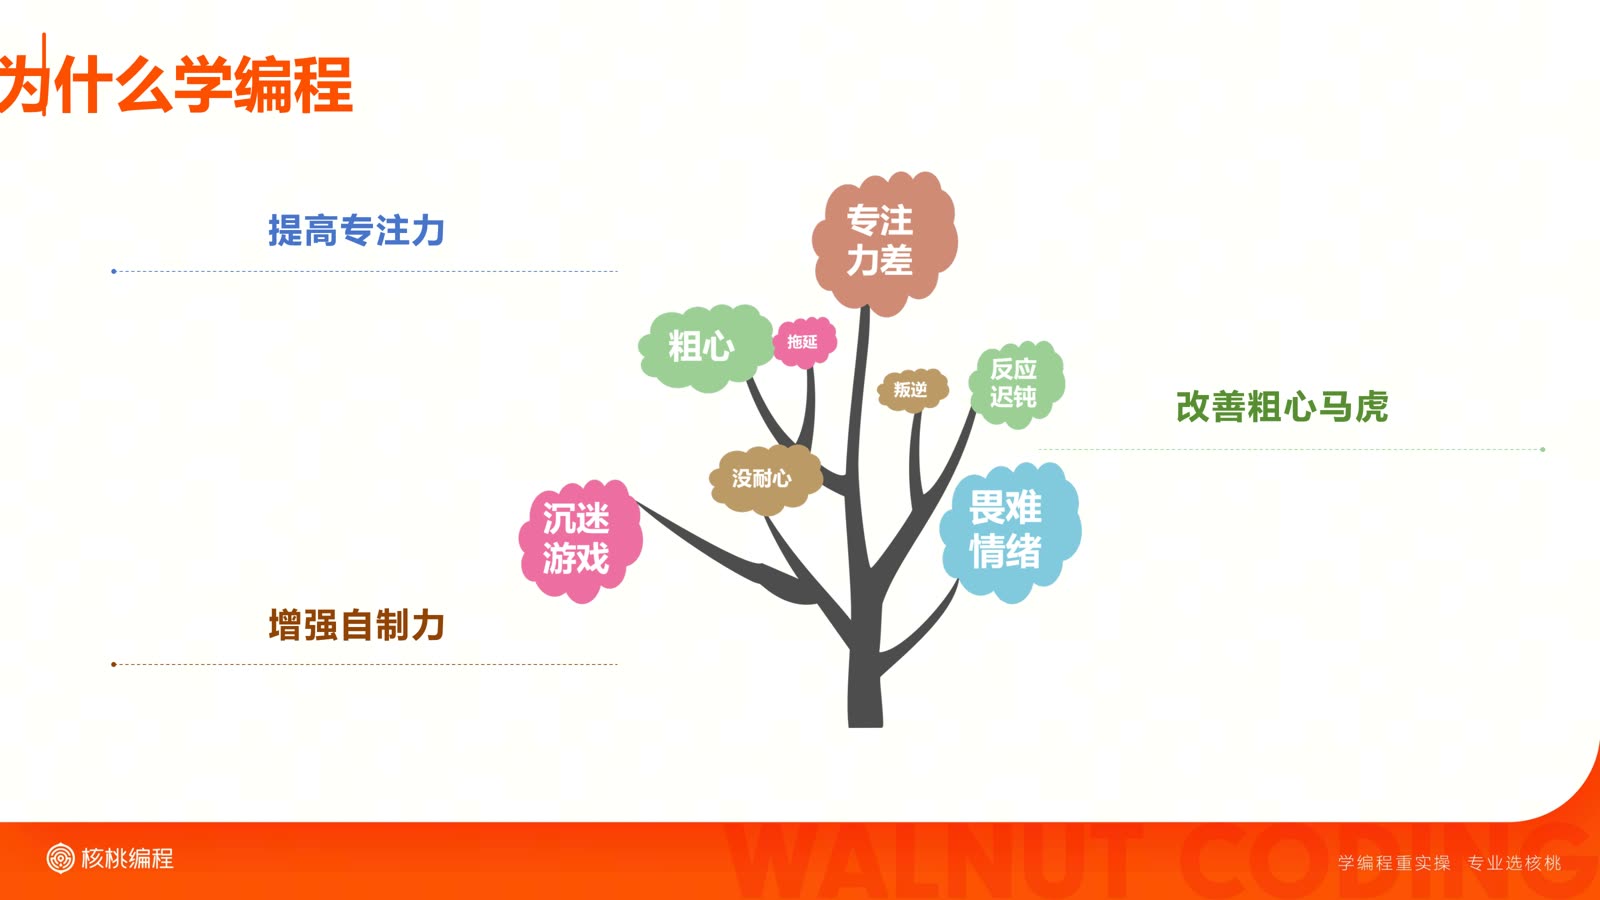 为什么学编程
提高专注力
专注
力差
粗心
拖延
叛逆
反应
迟钝
改善粗心马虎
没耐心
沉迷
游戏
畏难
情绪
增强自制力
WALNUT CODING
核桃编程
学编程重实操 专业选核桃